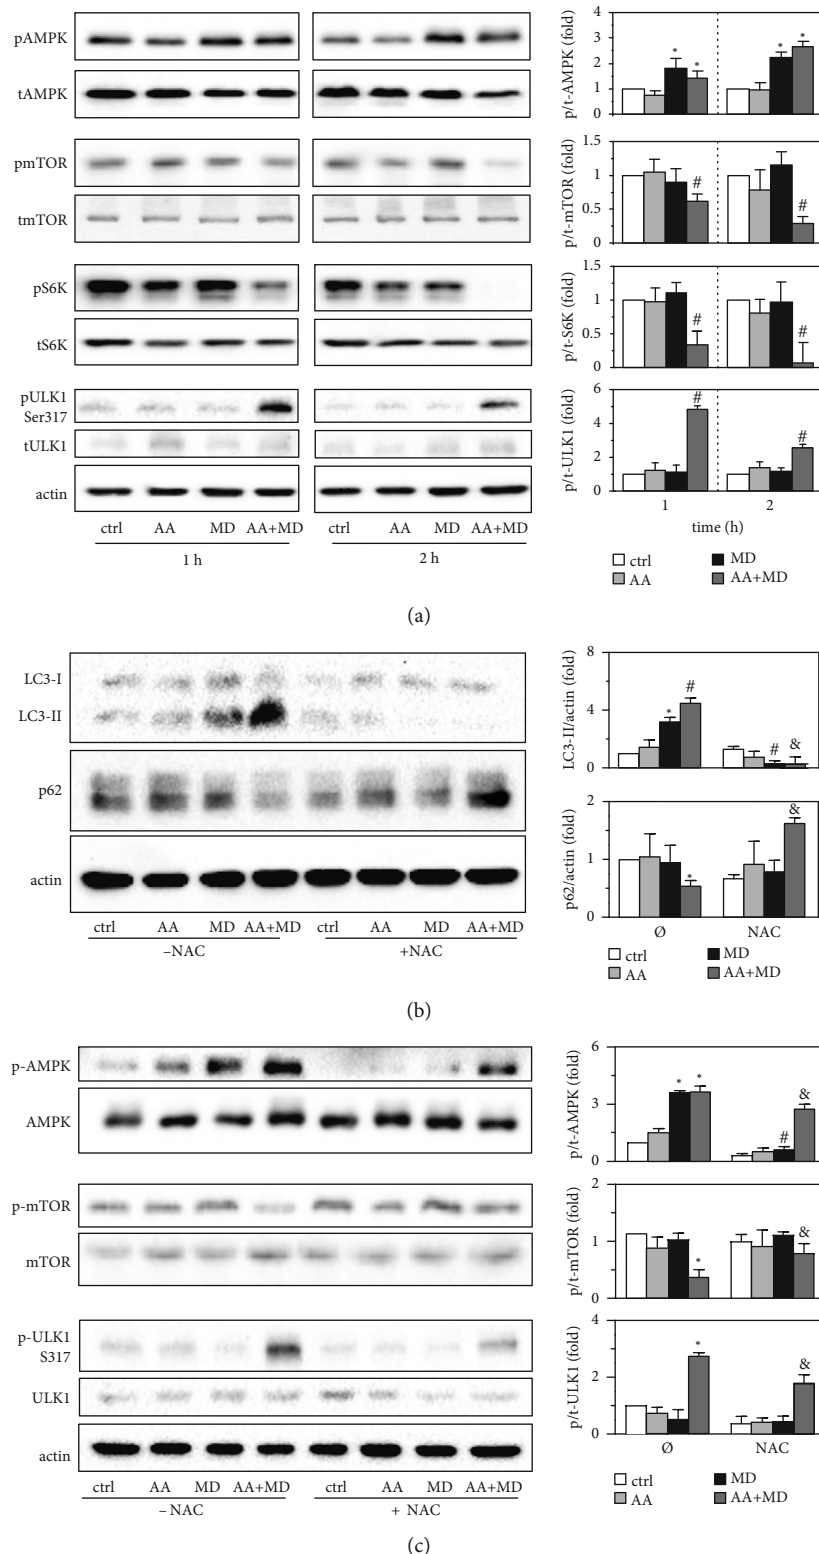 pAMPK
tAMPK
pmTOR
tmTOR
pS6K
tS6K
pULK1
Ser317
tULK1
actin
ctrl AA MD AA+MD ctrl AA MD AA+MD
1 h 2 h
p/t-AMPK (fold)
4
3
2
1
0
* * * *
p/t-mTOR (fold)
1.5
1
0.5
0
# #
p/t-S6K (fold)
1.5
1
0.5
0
# #
p/t-ULK1 (fold)
6
4
2
0
# #
1 2
time (h)
ctrl MD
AA AA+MD
(a)
LC3-I
LC3-II
p62
actin
ctrl AA MD AA+MD ctrl AA MD AA+MD
–NAC +NAC
LC3-II/actin (fold)
8
4
0
* # # &
p62/actin (fold)
2
1
0
* &
Ø NAC
ctrl MD
AA AA+MD
(b)
p-AMPK
AMPK
p-mTOR
mTOR
p-ULK1
S317
ULK1
actin
ctrl AA MD AA+MD ctrl AA MD AA+MD
– NAC + NAC
p/t-AMPK (fold)
6
3
0
* * # &
p/t-mTOR (fold)
2
1
0
* &
p/t-ULK1 (fold)
4
2
0
* &
Ø NAC
ctrl MD
AA AA+MD
(c)